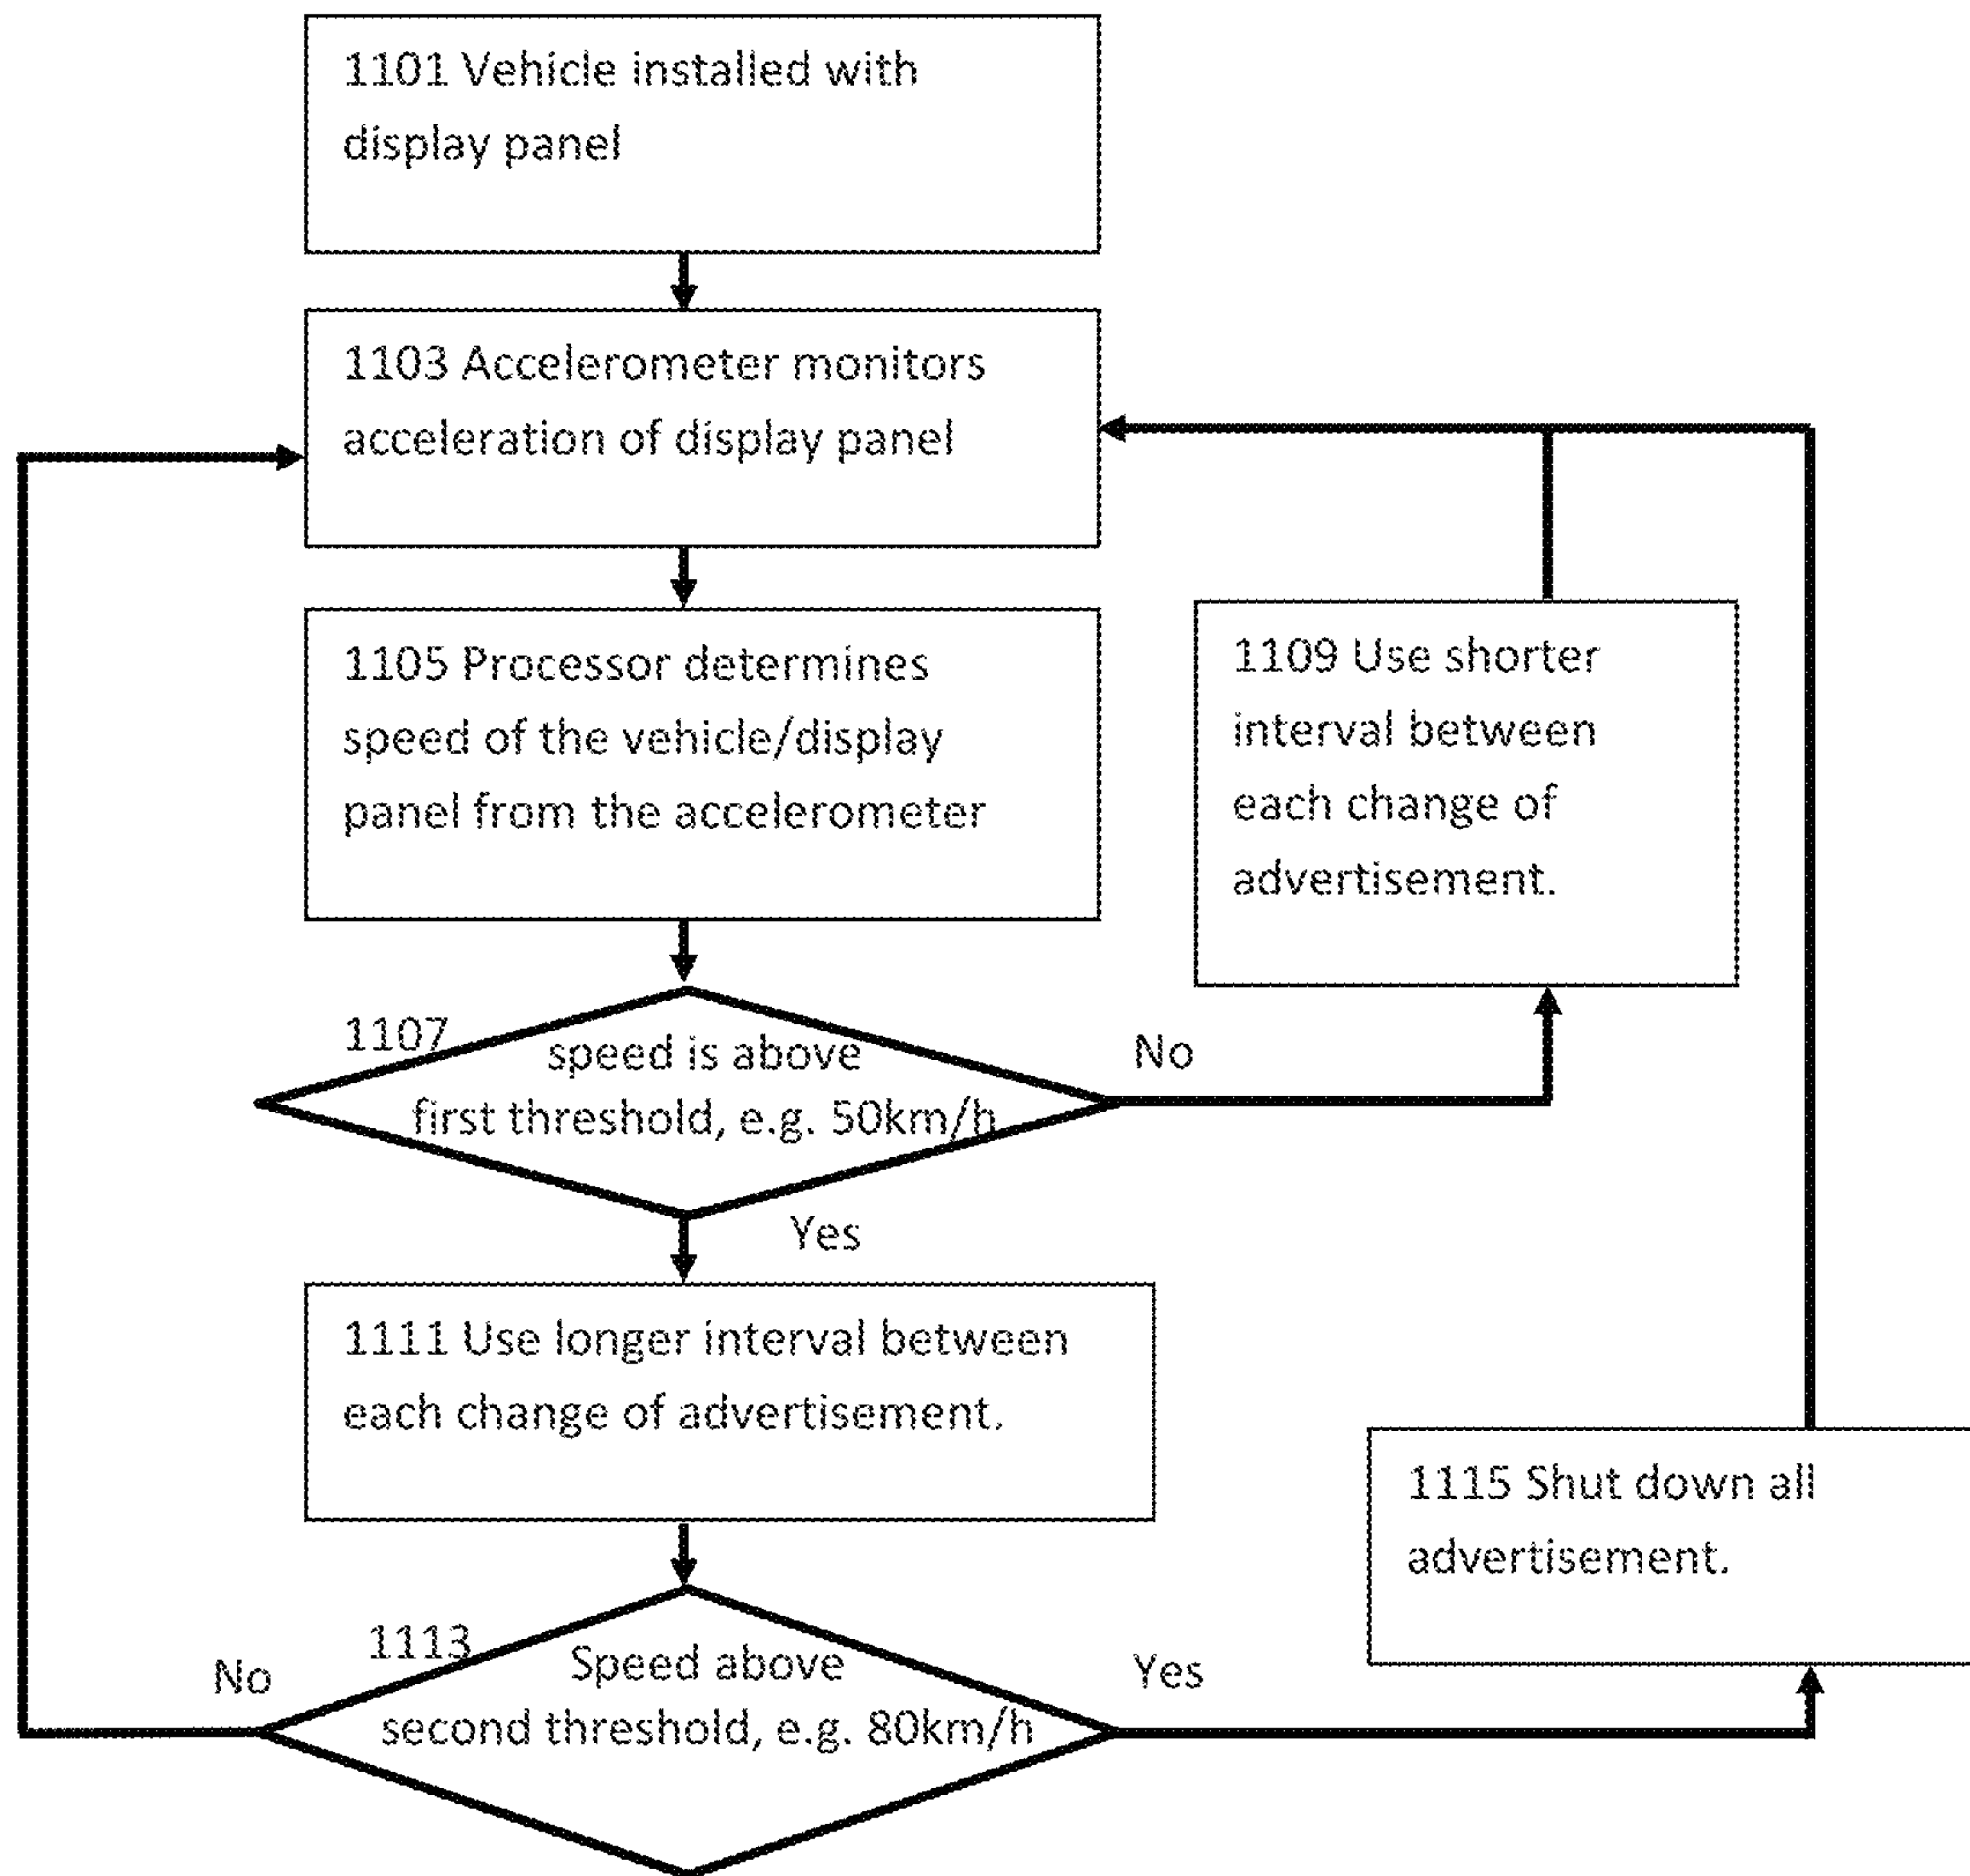 1101 Vehicle installed with
display panel
1103 Accelerometer monitors
acceleration of display panel
1105 Processor determines
speed of the vehicle/display
panel from the accelerometer
1109 Use shorter
interval between
each change of
advertisement.
1107
speed is above
first threshold, e.g. 50km/h
No
Yes
1111 Use longer interval between
each change of advertisement.
1115 Shut down all
advertisement.
1113
No
Speed above
second threshold, e.g. 80km/h
Yes